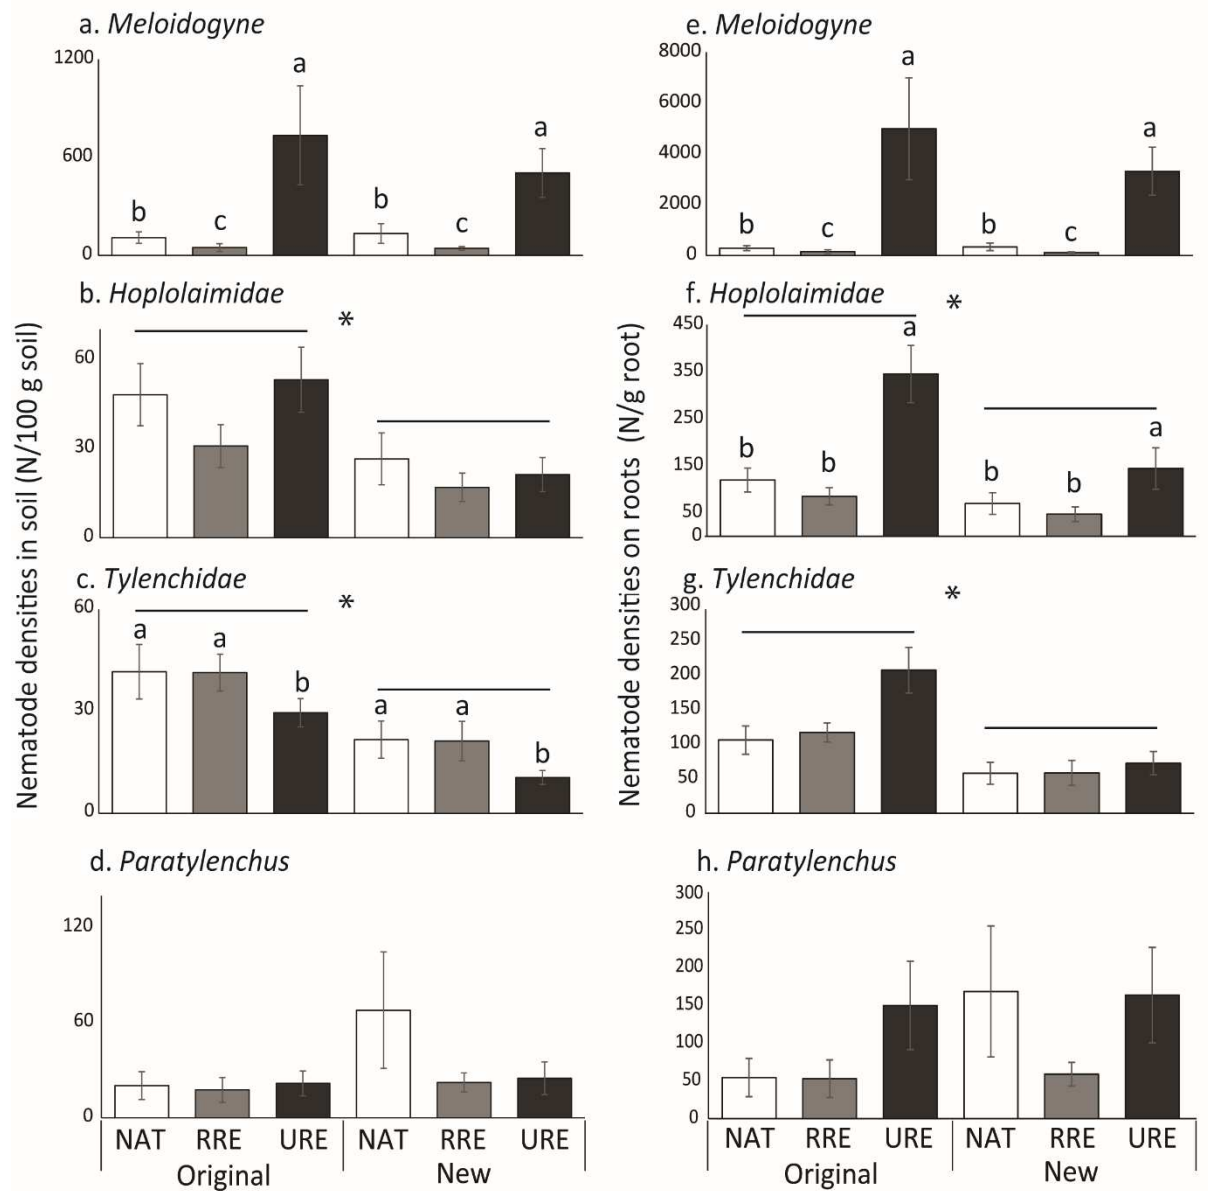 a. Meloidogyne
1200
600
0
b
c
a
b
c
a
b. Hoplolaimidae
*
60
30
0
c. Tylenchidae
*
60
30
0
a
a
b
a
a
b
d. Paratylenchus
120
60
0
NAT RRE URE NAT RRE URE
Original New
Nematode densities in soil (N/100 g soil)
e. Meloidogyne
8000
6000
4000
2000
0
b
c
a
b
c
a
f. Hoplolaimidae
*
450
350
250
150
50
0
b
b
a
b
b
a
g. Tylenchidae
*
300
250
200
150
100
50
0
h. Paratylenchus
300
250
200
150
100
50
0
NAT RRE URE NAT RRE URE
Original New
Nematode densities on roots (N/g root)